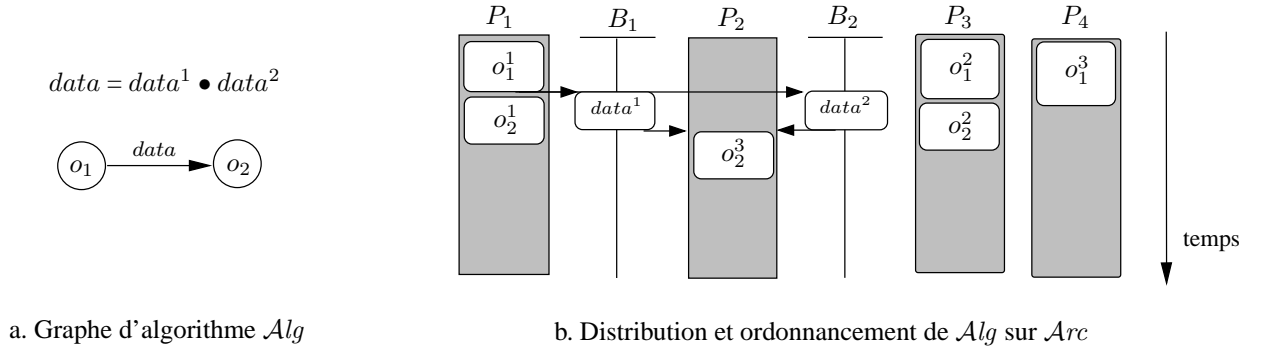 P₁ B₁ P₂ B₂ P₃ P₄
data = data¹ • data²
o₁ data o₂
o₁¹ o₁² o₁³
data¹ data²
o₂¹ o₂² 
o₂³
temps
a. Graphe d'algorithme Alg
b. Distribution et ordonnancement de Alg sur Arc